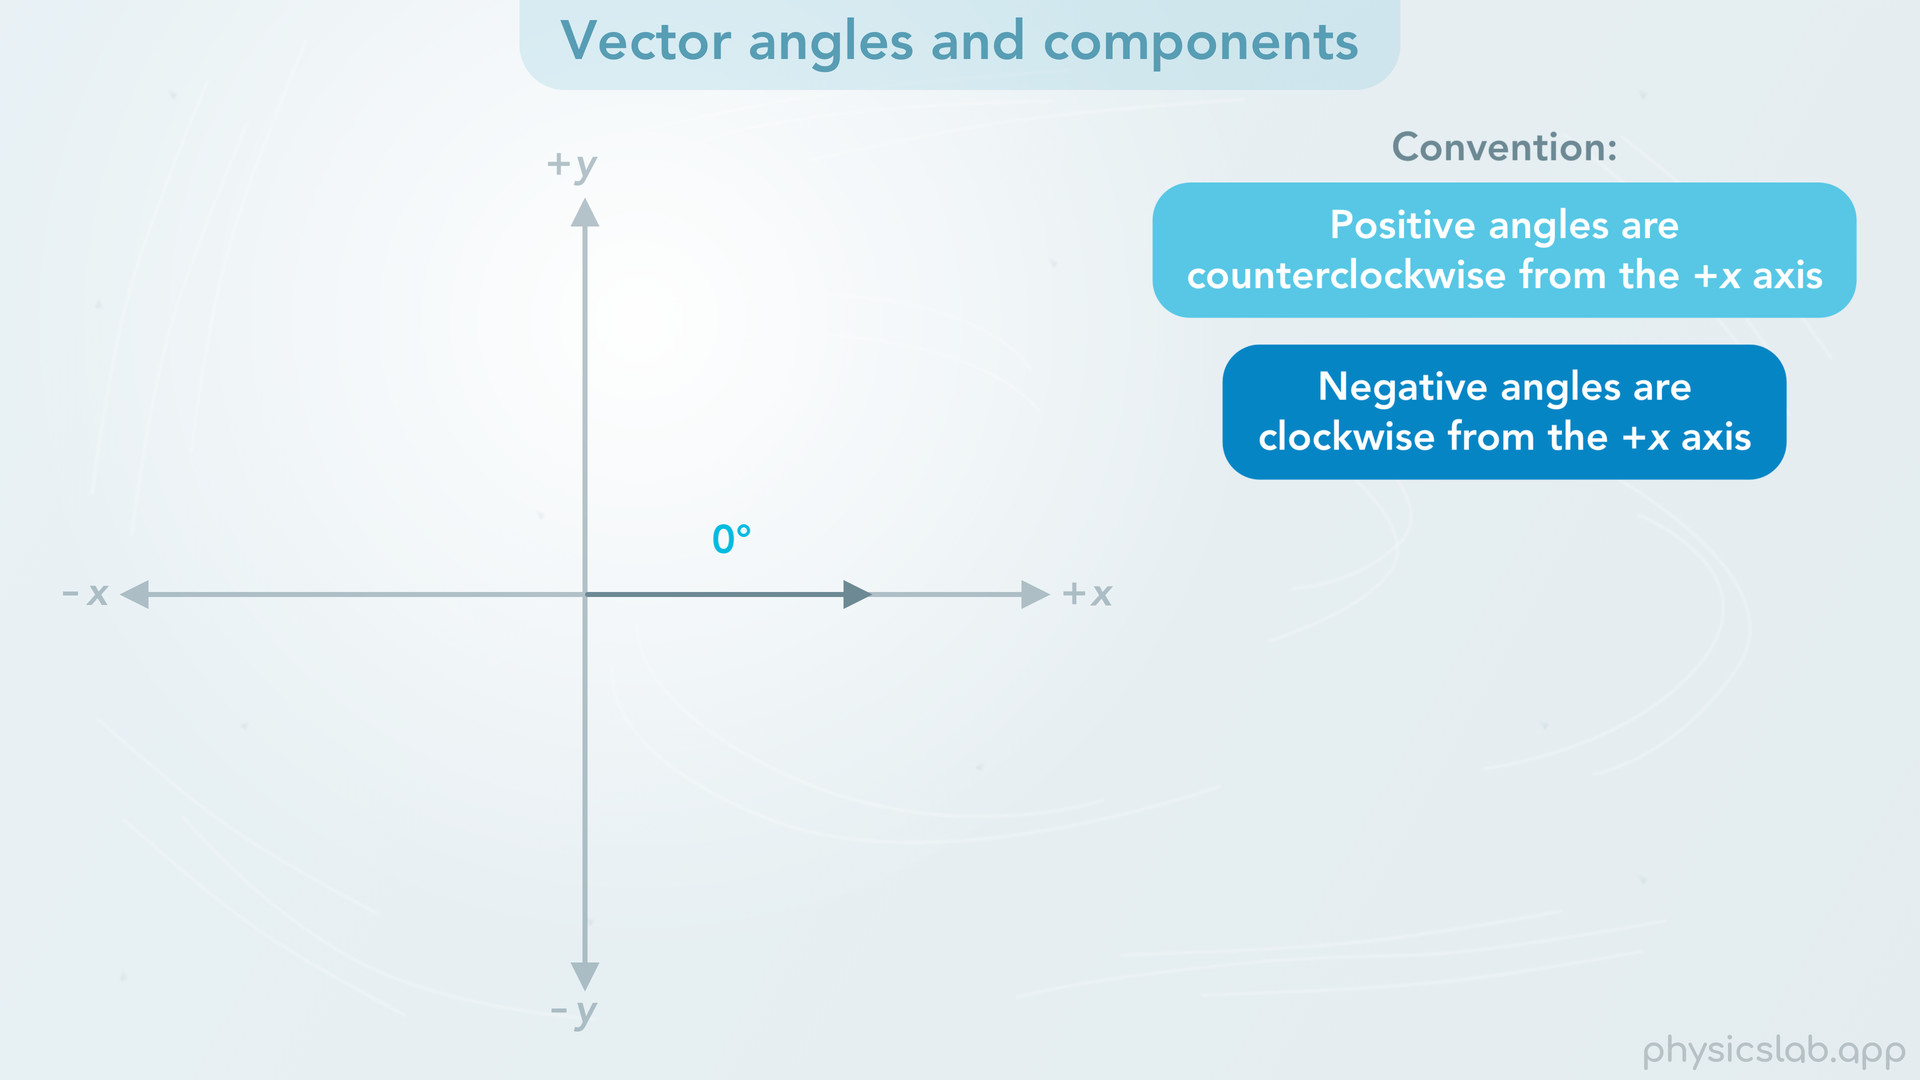 Vector angles and components
Convention:
Positive angles are
counterclockwise from the +x axis
Negative angles are
clockwise from the +x axis
+y
0°
–x
+x
–y
physicslab.app